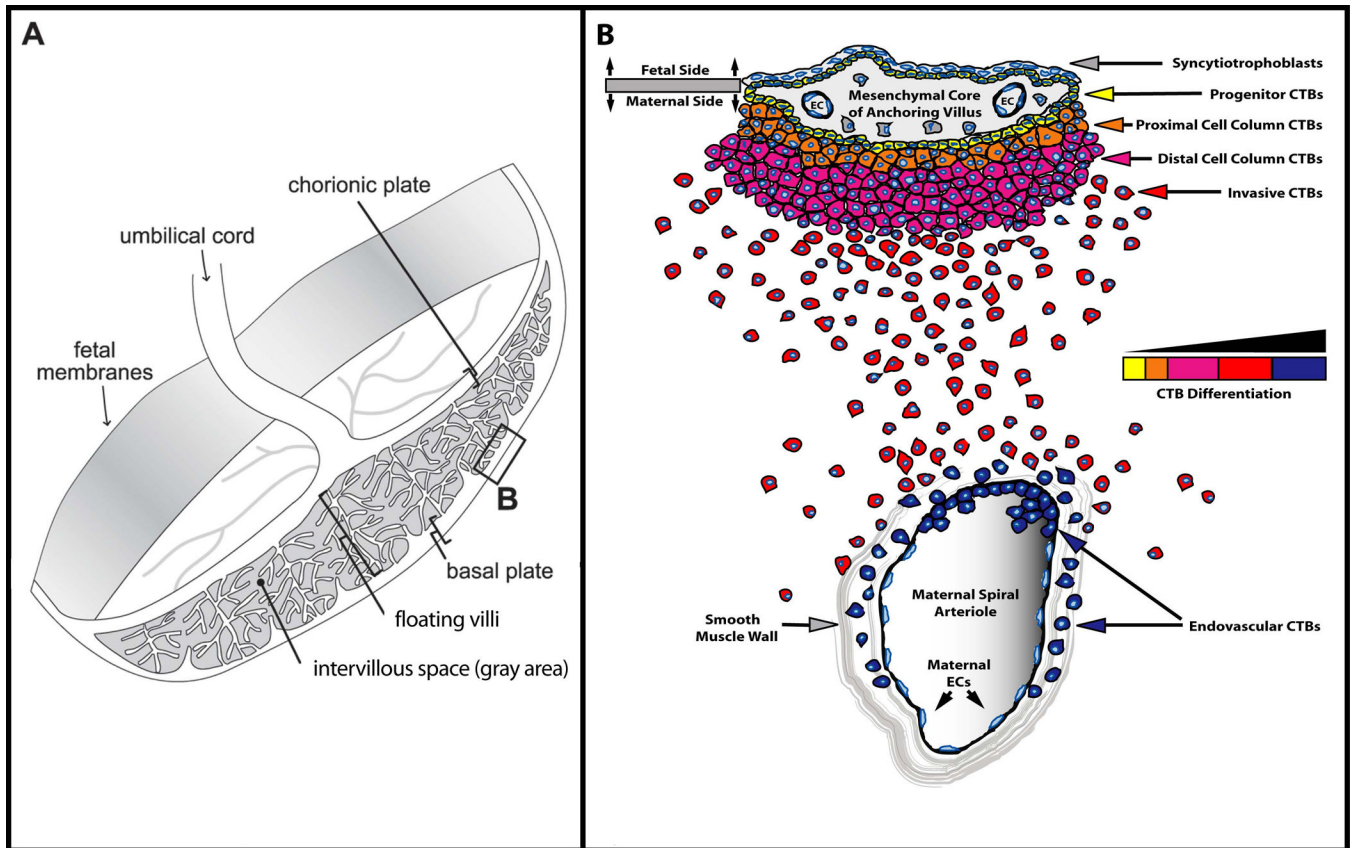 A
chorionic plate
umbilical cord
fetal
membranes
B
basal plate
floating villi
intervillous space (gray area)
B
Fetal Side
Maternal Side
EC
Mesenchymal Core
of Anchoring Villus
EC
Syncytiotrophoblasts
Progenitor CTBs
Proximal Cell Column CTBs
Distal Cell Column CTBs
Invasive CTBs
CTB Differentiation
Maternal Spiral
Arteriole
Smooth
Muscle Wall
Endovascular CTBs
Maternal
ECs